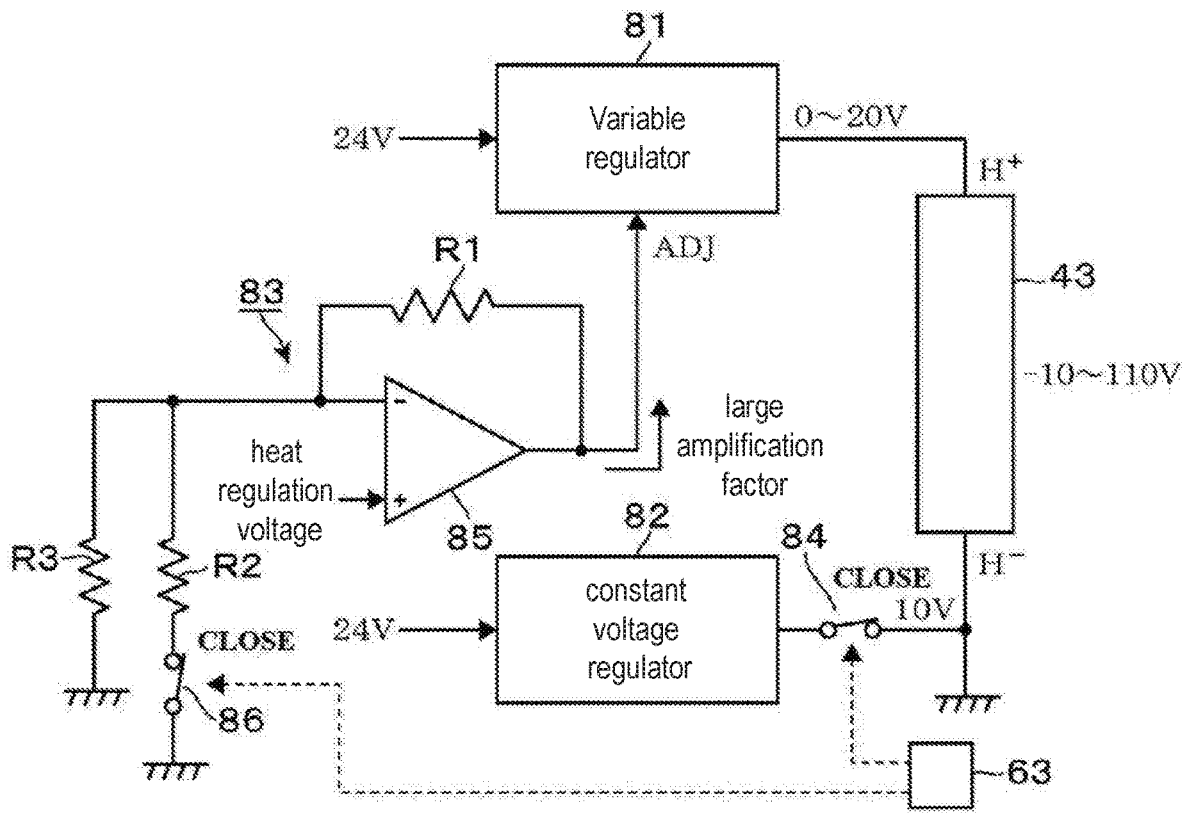 81
Variable
regulator
24V
0~20V
H+
ADJ
R1
83
43
-10~110V
−
heat
regulation
voltage
+
85
large
amplification
factor
82
84
R3
R2
constant
voltage
regulator
24V
CLOSE
10V
H−
CLOSE
86
63